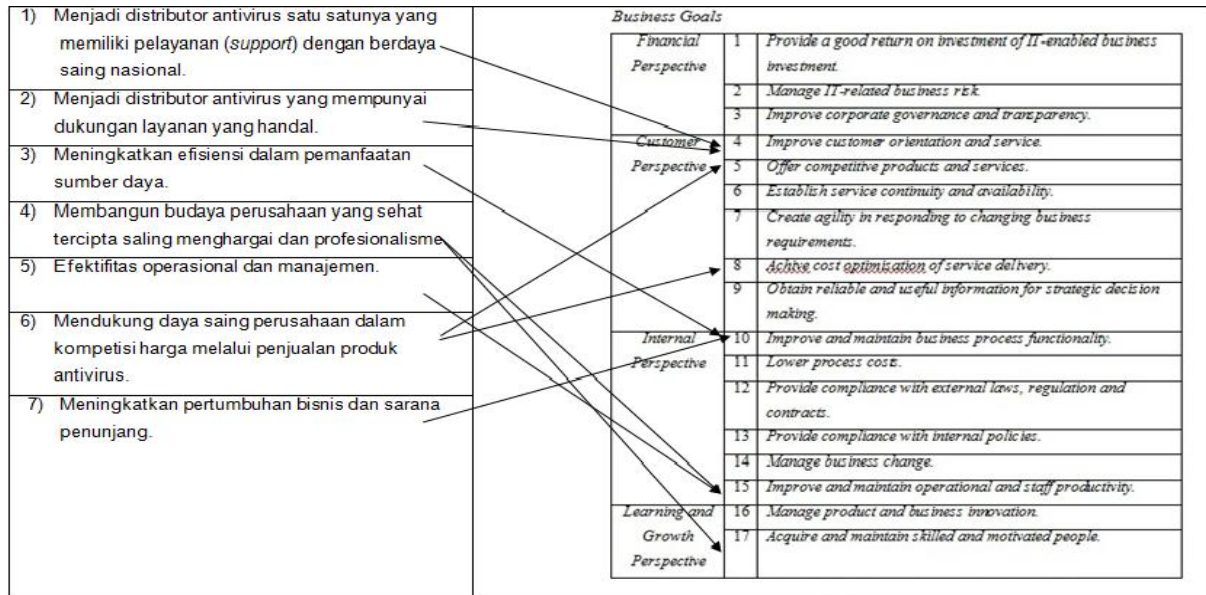 1) Menjadi distributor antivirus satu satunya yang
memiliki pelayanan (support) dengan berdaya
saing nasional.
2) Menjadi distributor antivirus yang mempunyai
dukungan layanan yang handal.
3) Meningkatkan efisiensi dalam pemanfaatan
sumber daya.
4) Membangun budaya perusahaan yang sehat
tercipta saling menghargai dan profesionalisme
5) Efektifitas operasional dan manajemen.
6) Mendukung daya saing perusahaan dalam
kompetisi harga melalui penjualan produk
antivirus.
7) Meningkatkan pertumbuhan bisnis dan sarana
penunjang.
Business Goals
Financial
Perspective
1 Provide a good return on investment of IT-enabled business
investment.
2 Manage IT-related business risk.
3 Improve corporate governance and transparency.
Customer
Perspective
4 Improve customer orientation and service.
5 Offer competitive products and services.
6 Establish service continuity and availability.
7 Create agility in responding to changing business
requirements.
8 Achive cost optimisation of service delivery.
9 Obtain reliable and useful information for strategic decision
making.
Internal
Perspective
10 Improve and maintain business process functionality.
11 Lower process costs.
12 Provide compliance with external laws, regulation and
contracts.
13 Provide compliance with internal policies.
14 Manage business change.
15 Improve and maintain operational and staff productivity.
Learning and
Growth
Perspective
16 Manage product and business innovation.
17 Acquire and maintain skilled and motivated people.